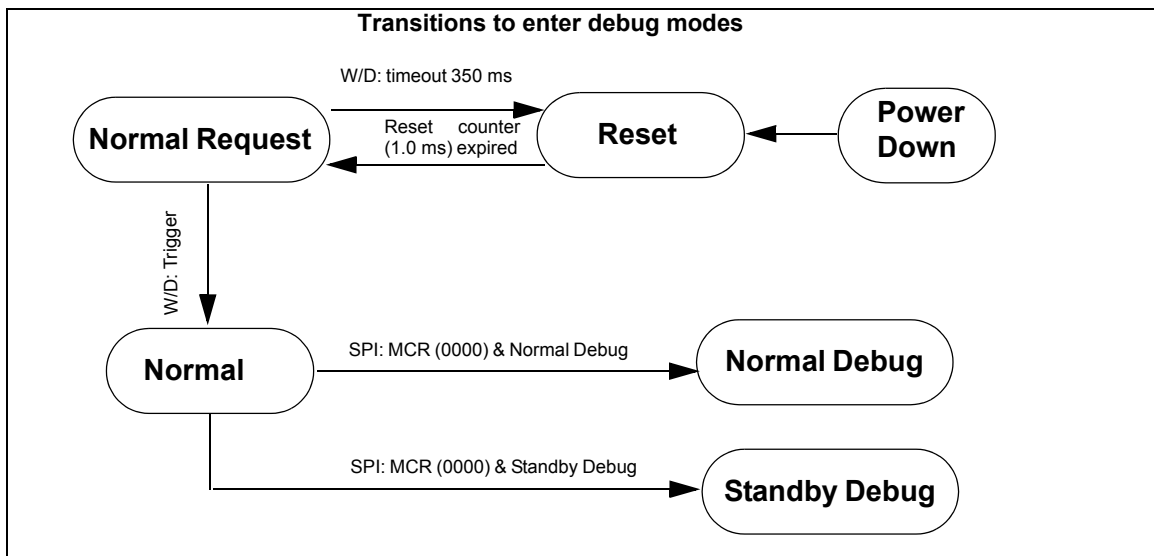 Transitions to enter debug modes
W/D: timeout 350 ms
Normal Request
Reset counter
(1.0 ms) expired
Reset
Power
Down
W/D: Trigger
Normal
SPI: MCR (0000) & Normal Debug
Normal Debug
SPI: MCR (0000) & Standby Debug
Standby Debug